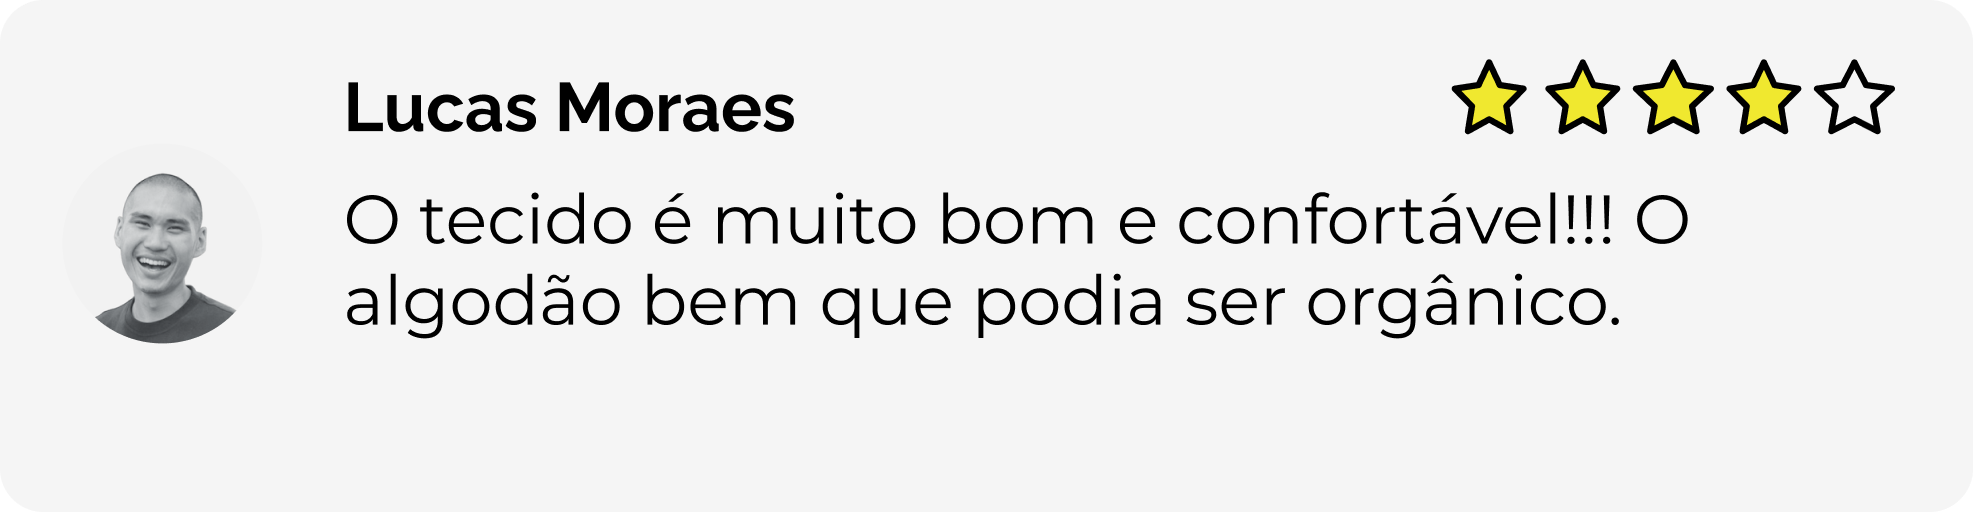 Lucas Moraes
O tecido é muito bom e confortável!!! O
algodão bem que podia ser orgânico.